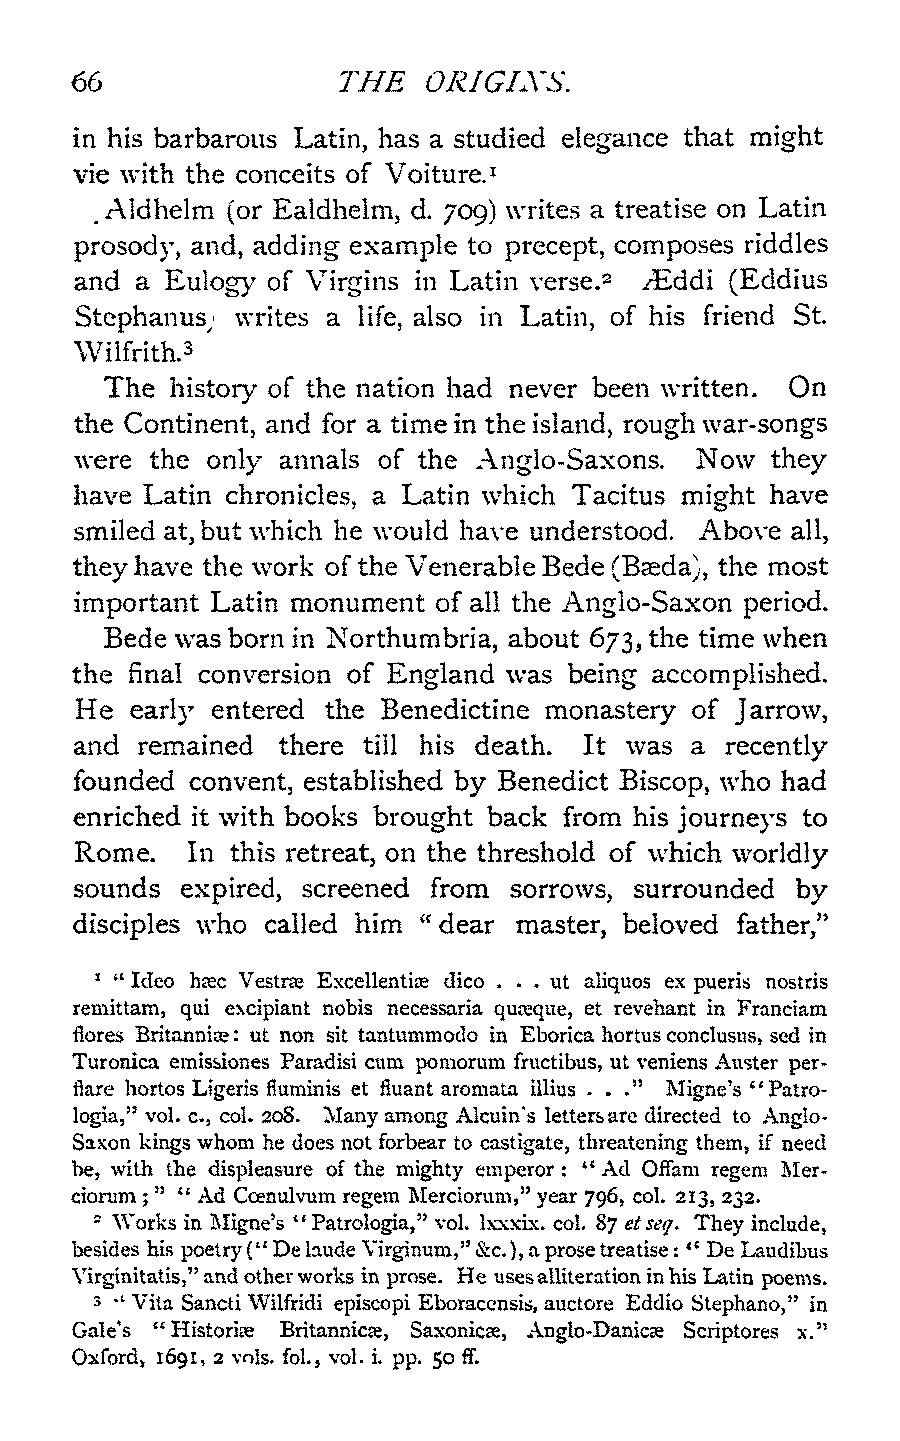 66 THE ORIGINS.
in his barbarous Latin, has a studied elegance that might
vie with the conceits of Voiture.¹
Aldhelm (or Ealdhelm, d. 709) writes a treatise on Latin
prosody, and, adding example to precept, composes riddles
and a Eulogy of Virgins in Latin verse.² Æddi (Eddius
Stephanus) writes a life, also in Latin, of his friend St.
Wilfrith.³
The history of the nation had never been written. On
the Continent, and for a time in the island, rough war-songs
were the only annals of the Anglo-Saxons. Now they
have Latin chronicles, a Latin which Tacitus might have
smiled at, but which he would have understood. Above all,
they have the work of the Venerable Bede (Bæda), the most
important Latin monument of all the Anglo-Saxon period.
Bede was born in Northumbria, about 673, the time when
the final conversion of England was being accomplished.
He early entered the Benedictine monastery of Jarrow,
and remained there till his death. It was a recently
founded convent, established by Benedict Biscop, who had
enriched it with books brought back from his journeys to
Rome. In this retreat, on the threshold of which worldly
sounds expired, screened from sorrows, surrounded by
disciples who called him “dear master, beloved father,”
¹ “Ideo hæc Vestræ Excellentiæ dico . . . ut aliquos ex pueris nostris
remittam, qui excipiant nobis necessaria quæque, et revehant in Franciam
flores Britanniæ: ut non sit tantummodo in Eborica hortus conclusus, sed in
Turonica emissiones Paradisi cum pomorum fructibus, ut veniens Auster per-
flare hortos Ligeris fluminis et fluant aromata illius . . .” Migne's “Patro-
logia,” vol. c., col. 208. Many among Alcuin's letters are directed to Anglo-
Saxon kings whom he does not forbear to castigate, threatening them, if need
be, with the displeasure of the mighty emperor: “Ad Offam regem Mer-
ciorum;” “Ad Cœnulvum regem Merciorum,” year 796, col. 213, 232.
² Works in Migne's “Patrologia,” vol. lxxxix. col. 87 et seq. They include,
besides his poetry (“De laude Virginum,” &c.), a prose treatise: “De Laudibus
Virginitatis,” and other works in prose. He uses alliteration in his Latin poems.
³ “Vita Sancti Wilfridi episcopi Eboracensis, auctore Eddio Stephano,” in
Gale's “Historiæ Britannicæ, Saxonicæ, Anglo-Danicæ Scriptores x.”
Oxford, 1691, 2 vols. fol., vol. i. pp. 50 ff.